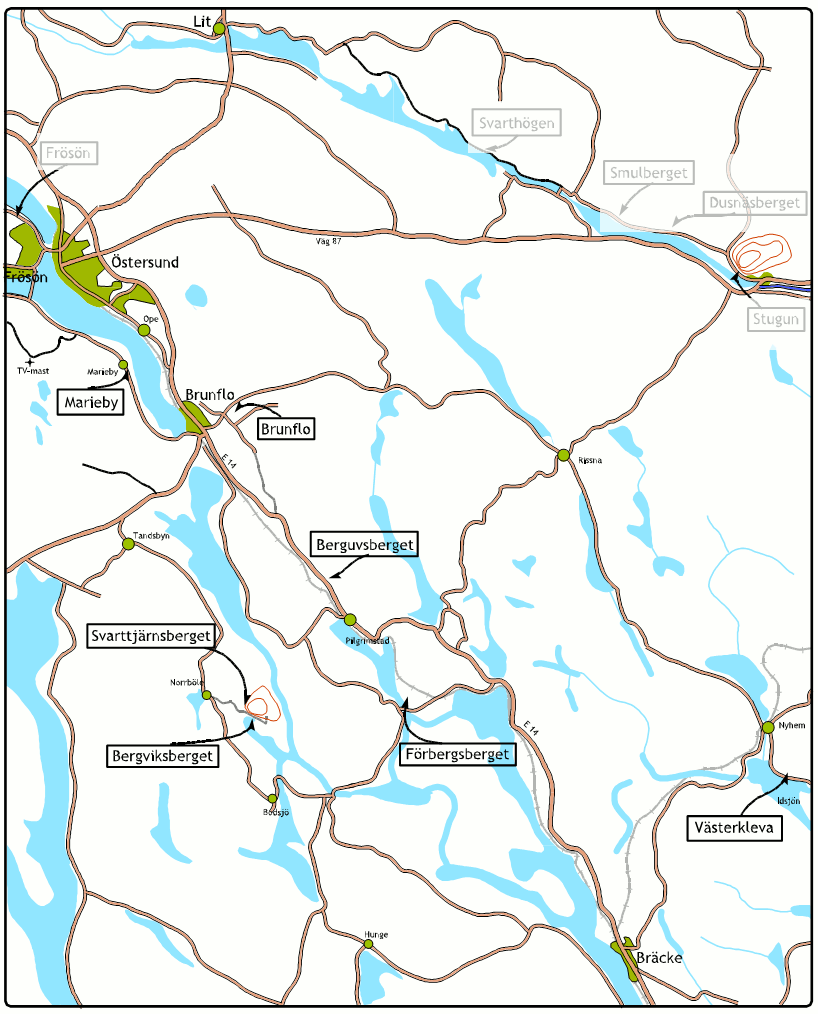 Lit
Svarthögen
Frösön
Smulberget
Dusnäsberget
Väg 87
Östersund
Frösön
Ope
Stugun
TV-mast
Marieby
Marieby
Brunflo
Brunflo
E 14
Rissna
Tandsbyn
Berguvsberget
Svarttjärnsberget
Pilgrimstad
Norrböle
E 14
Nyhem
Bergviksberget
Förbergsberget
Idsjön
Bodsjö
Västerkleva
Hunge
Bräcke